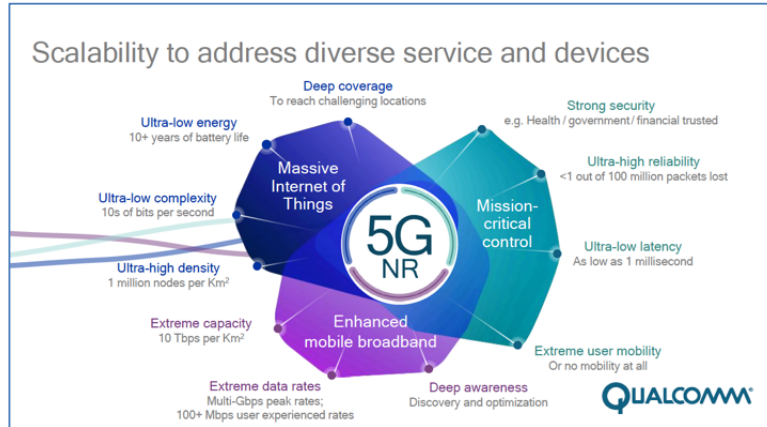 Scalability to address diverse service and devices
Deep coverage
To reach challenging locations
Ultra-low energy
10+ years of battery life
Ultra-low complexity
10s of bits per second
Ultra-high density
1 million nodes per Km²
Massive
Internet of
Things
5G
NR
Mission-
critical
control
Strong security
e.g. Health / government / financial trusted
Ultra-high reliability
<1 out of 100 million packets lost
Ultra-low latency
As low as 1 millisecond
Extreme user mobility
Or no mobility at all
Enhanced
mobile broadband
Extreme capacity
10 Tbps per Km²
Extreme data rates
Multi-Gbps peak rates;
100+ Mbps user experienced rates
Deep awareness
Discovery and optimization
QUALCOMM®